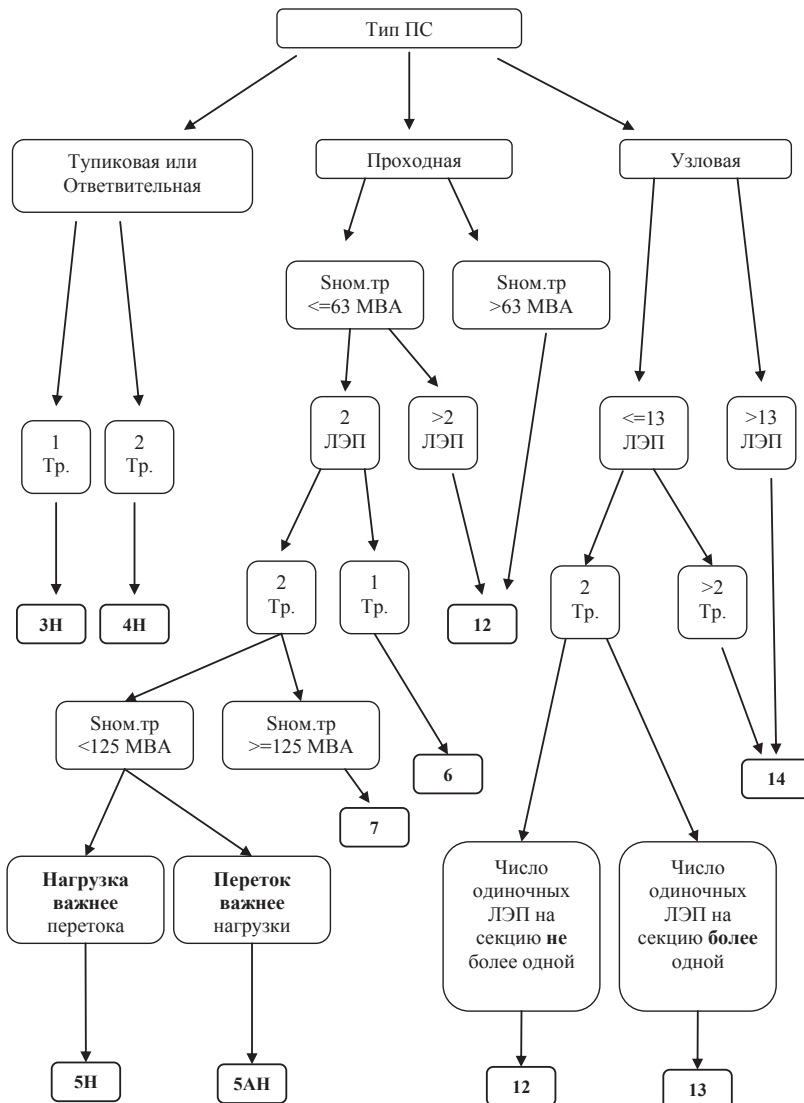 Тип ПС
Тупиковая или
Ответвительная
Проходная
Узловая
Sном.тр
<=63 МВА
Sном.тр
>63 МВА
1
Тр.
2
Тр.
2
ЛЭП
>2
ЛЭП
<=13
ЛЭП
>13
ЛЭП
3Н
4Н
2
Тр.
1
Тр.
12
2
Тр.
>2
Тр.
Sном.тр
<125 МВА
Sном.тр
>=125 МВА
6
14
7
Нагрузка
важнее
перетока
Переток
важнее
нагрузки
Число
одиночных
ЛЭП на
секцию не
более одной
Число
одиночных
ЛЭП на
секцию более
одной
5Н
5АН
12
13